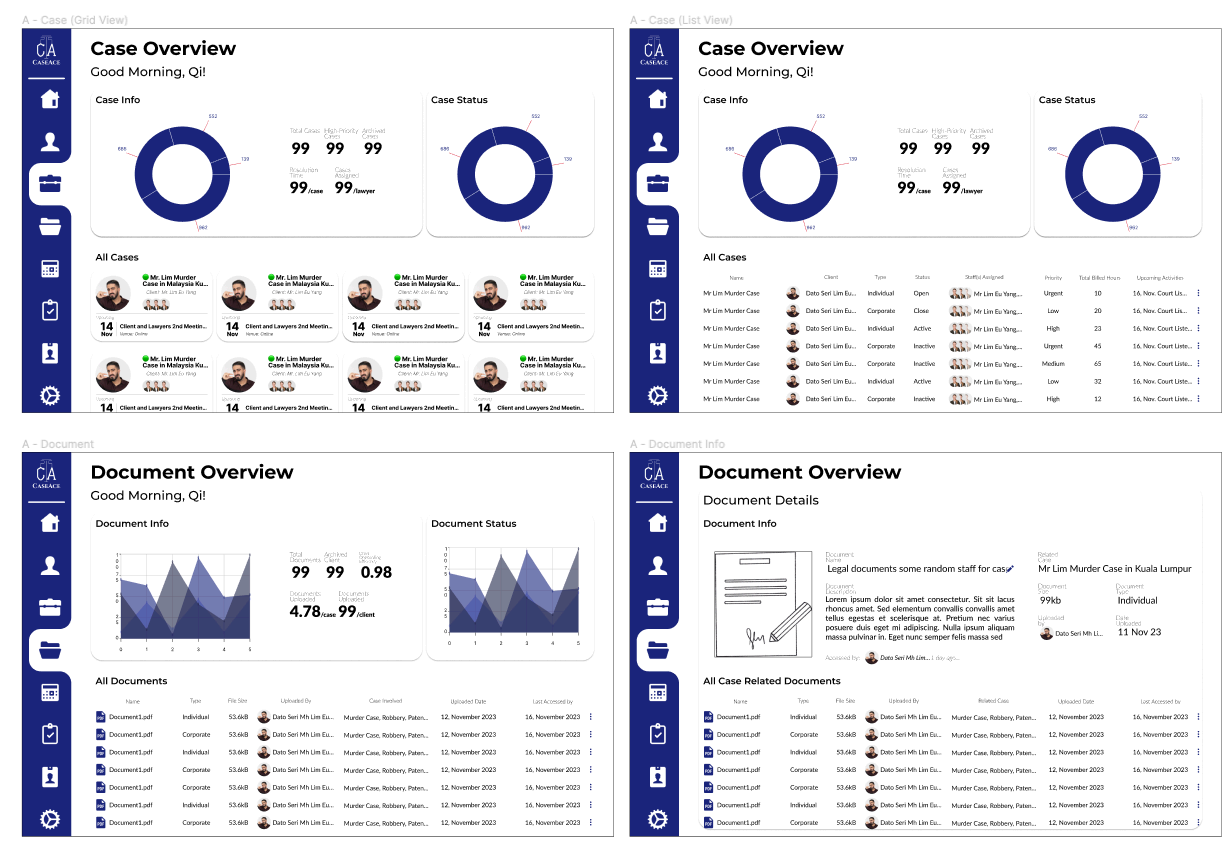 A - Case (Grid View)
CA
CASEACE
Case Overview
Good Morning, Qi!
Case Info
552
686
139
962
Total Cases High-Priority Cases Archived Cases
99 99 99
Resolution Time Cases Assigned
99/case 99/lawyer
Case Status
552
686
139
962
All Cases
Mr. Lim Murder Case in Malaysia Ku... Mr. Lim Murder Case in Malaysia Ku... Mr. Lim Murder Case in Malaysia Ku... Mr. Lim Murder Case in Malaysia Ku...
Client: Mr. Lim Eu Yang Client: Mr. Lim Eu Yang Client: Mr. Lim Eu Yang Client: Mr. Lim Eu Yang
14 Nov Client and Lawyers 2nd Meetin... 14 Nov Client and Lawyers 2nd Meetin... 14 Nov Client and Lawyers 2nd Meetin... 14 Nov Client and Lawyers 2nd Meetin...
Venue: Online Venue: Online Venue: Online Venue: Online
Mr. Lim Murder Case in Malaysia Ku... Mr. Lim Murder Case in Malaysia Ku... Mr. Lim Murder Case in Malaysia Ku... Mr. Lim Murder Case in Malaysia Ku...
Client: Mr. Lim Eu Yang Client: Mr. Lim Eu Yang Client: Mr. Lim Eu Yang Client: Mr. Lim Eu Yang
14 Client and Lawyers 2nd Meetin... 14 Client and Lawyers 2nd Meetin... 14 Client and Lawyers 2nd Meetin... 14 Client and Lawyers 2nd Meetin...
A - Case (List View)
CA
CASEACE
Case Overview
Good Morning, Qi!
Case Info
552
686
139
962
Total Cases High-Priority Cases Archived Cases
99 99 99
Resolution Time Cases Assigned
99/case 99/lawyer
Case Status
552
686
139
962
All Cases
Name Client Type Status Staff(s) Assigned Priority Total Billed Hours Upcoming Activities
Mr Lim Murder Case Dato Seri Lim Eu... Individual Open Mr Lim Eu Yang,... Urgent 10 16, Nov. Court Lis...
Mr Lim Murder Case Dato Seri Lim Eu... Corporate Close Mr Lim Eu Yang,... Low 20 16, Nov. Court Lis...
Mr Lim Murder Case Dato Seri Lim Eu... Individual Active Mr Lim Eu Yang,... High 23 16, Nov. Court Liste...
Mr Lim Murder Case Dato Seri Lim Eu... Corporate Inactive Mr Lim Eu Yang,... Urgent 45 16, Nov. Court Liste...
Mr Lim Murder Case Dato Seri Lim Eu... Corporate Inactive Mr Lim Eu Yang,... Medium 65 16, Nov. Court Liste...
Mr Lim Murder Case Dato Seri Lim Eu... Individual Active Mr Lim Eu Yang,... Low 32 16, Nov. Court Liste...
Mr Lim Murder Case Dato Seri Lim Eu... Corporate Inactive Mr Lim Eu Yang,... High 12 16, Nov. Court Liste...
A - Document
CA
CASEACE
Document Overview
Good Morning, Qi!
Document Info
0 1 2 3 4 5
Total Documents Archived Client
99 99 0.98
Documents Uploaded Documents Uploaded
4.78/case 99/client
Document Status
0 1 2 3 4 5
All Documents
Name Type File Size Uploaded By Case Involved Uploaded Date Last Accessed by
Document1.pdf Individual 53.6kB Dato Seri Mh Lim Eu... Murder Case, Robbery, Paten... 12, November 2023 16, November 2023
Document1.pdf Corporate 53.6kB Dato Seri Mh Lim Eu... Murder Case, Robbery, Paten... 12, November 2023 16, November 2023
Document1.pdf Individual 53.6kB Dato Seri Mh Lim Eu... Murder Case, Robbery, Paten... 12, November 2023 16, November 2023
Document1.pdf Corporate 53.6kB Dato Seri Mh Lim Eu... Murder Case, Robbery, Paten... 12, November 2023 16, November 2023
Document1.pdf Corporate 53.6kB Dato Seri Mh Lim Eu... Murder Case, Robbery, Paten... 12, November 2023 16, November 2023
Document1.pdf Individual 53.6kB Dato Seri Mh Lim Eu... Murder Case, Robbery, Paten... 12, November 2023 16, November 2023
Document1.pdf Corporate 53.6kB Dato Seri Mh Lim Eu... Murder Case, Robbery, Paten... 12, November 2023 16, November 2023
A - Document Info
CA
CASEACE
Document Overview
Document Details
Document Info
Document Name
Legal documents some random staff for cas
Document Description
Lorem ipsum dolor sit amet consectetur. Sit sit lacus
rhoncus amet. Sed elementum convallis convallis amet
tellus egestas et scelerisque at. Pretium nec varius
posuere duis eget mi adipiscing. Nulla ipsum aliquam
massa pulvinar in. Eget nunc semper felis massa sed
Accessed by: Dato Seri Mh Lim Eu...
Related Case
Mr Lim Murder Case in Kuala Lumpur
Document Size Document Type
99kb Individual
Uploaded by Date Uploaded
Dato Seri Mh Li... 11 Nov 23
All Case Related Documents
Name Type File Size Uploaded By Related Case Uploaded Date Last Accessed by
Document1.pdf Individual 53.6kB Dato Seri Mh Lim Eu... Murder Case, Robbery, Paten... 12, November 2023 16, November 2023
Document1.pdf Corporate 53.6kB Dato Seri Mh Lim Eu... Murder Case, Robbery, Paten... 12, November 2023 16, November 2023
Document1.pdf Individual 53.6kB Dato Seri Mh Lim Eu... Murder Case, Robbery, Paten... 12, November 2023 16, November 2023
Document1.pdf Corporate 53.6kB Dato Seri Mh Lim Eu... Murder Case, Robbery, Paten... 12, November 2023 16, November 2023
Document1.pdf Corporate 53.6kB Dato Seri Mh Lim Eu... Murder Case, Robbery, Paten... 12, November 2023 16, November 2023
Document1.pdf Individual 53.6kB Dato Seri Mh Lim Eu... Murder Case, Robbery, Paten... 12, November 2023 16, November 2023
Document1.pdf Corporate 53.6kB Dato Seri Mh Lim Eu... Murder Case, Robbery, Paten... 12, November 2023 16, November 2023